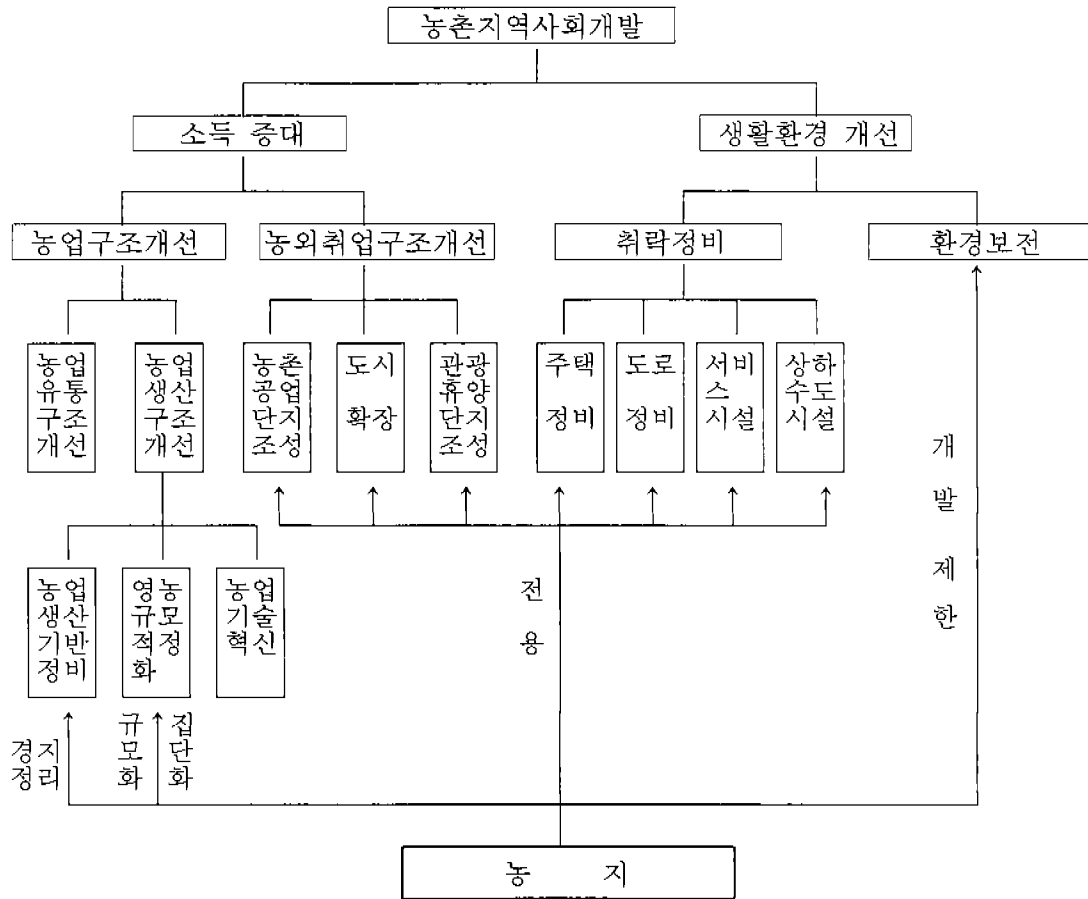 농촌지역사회개발
소득 증대
생활환경 개선
농업구조개선
농외취업구조개선
취락정비
환경보전
농업
유통
구조
개선
농업
생산
구조
개선
농촌
공업
단지
조성
도시
확장
관광
휴양
단지
조성
주택
정비
도로
정비
서비
스
시설
상하
수도
시설
개
발
제
한
농업
생산
기반
정비
영농
규모
적정
화
농업
기술
혁신
전
용
경지
정리
규
모
화
집
단
화
농 지